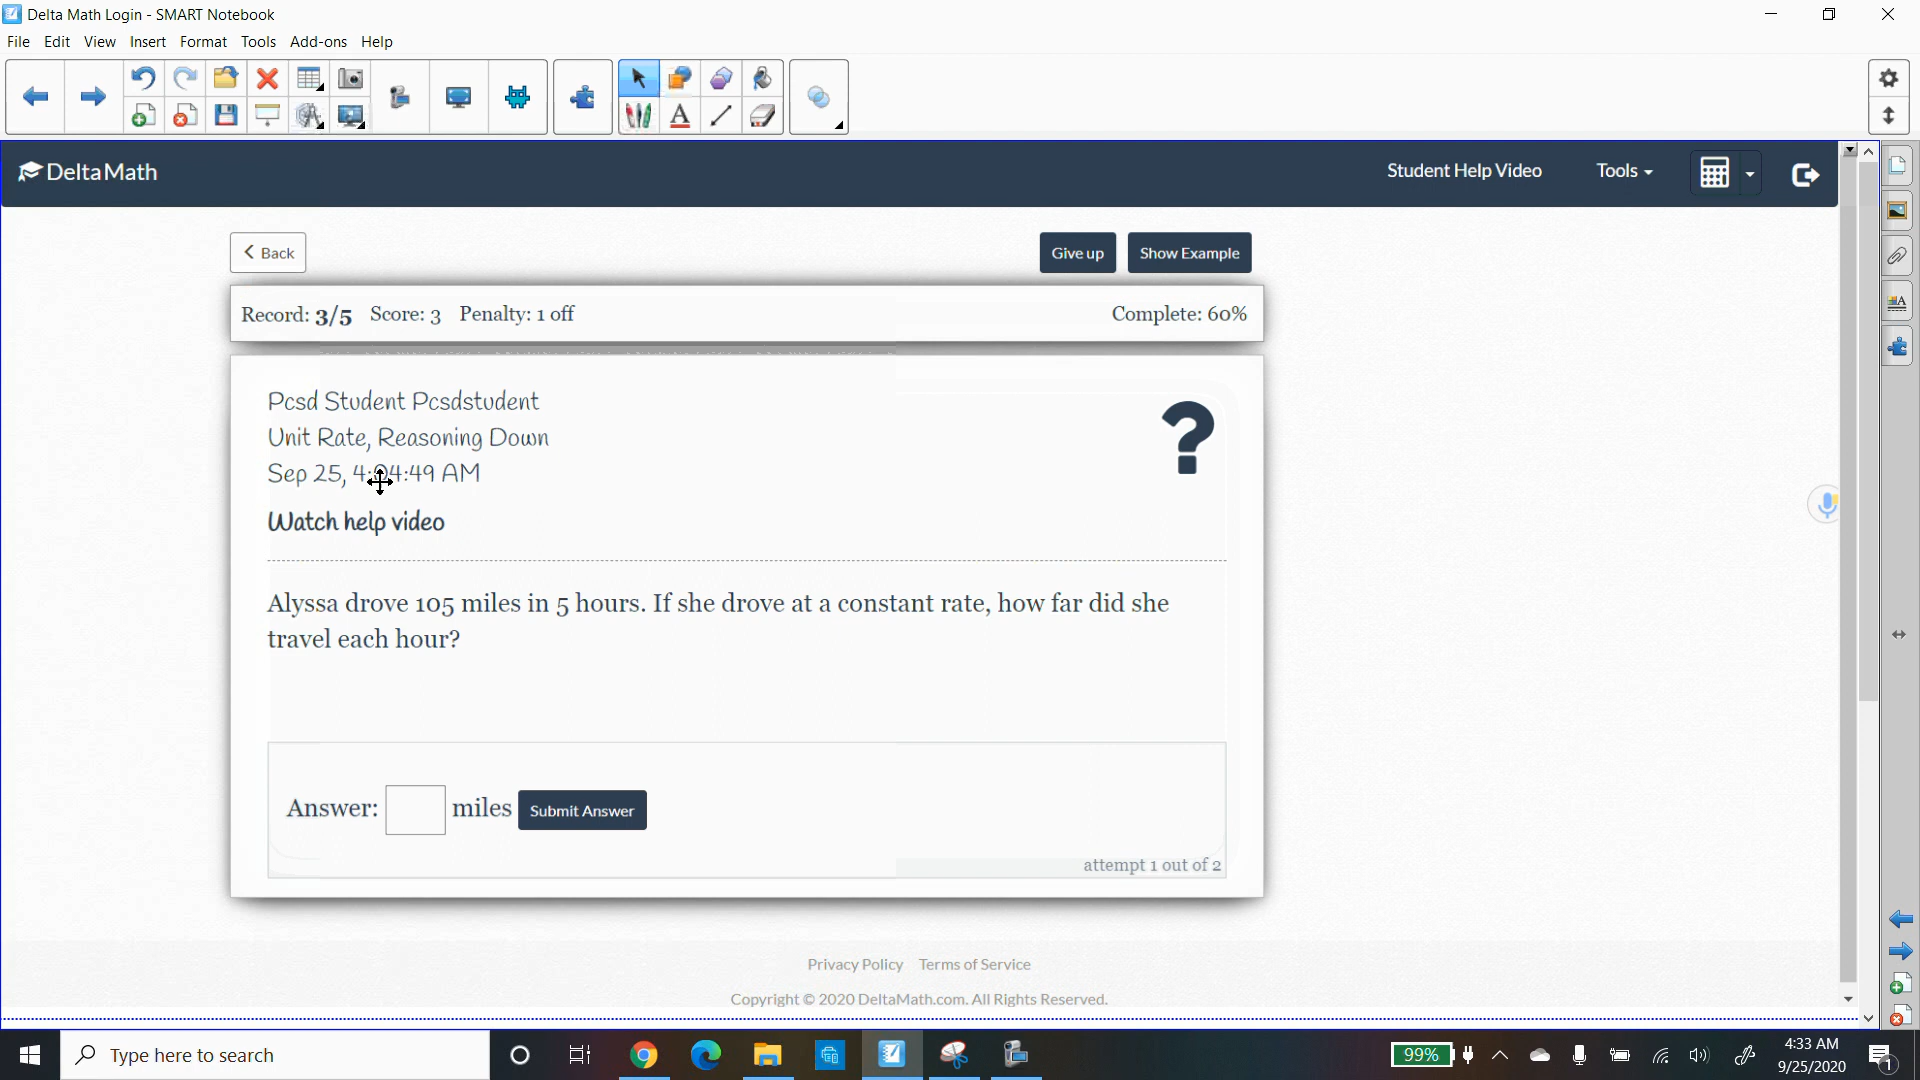 Delta Math Login - SMART Notebook
File Edit View Insert Format Tools Add-ons Help
DeltaMath
Student Help Video
Tools
Back
Give up
Show Example
Record: 3/5 Score: 3 Penalty: 1 off
Complete: 60%
Pcsd Student Pcsdstudent
Unit Rate, Reasoning Down
?
Sep 25, 4:04:49 AM
Watch help video
Alyssa drove 105 miles in 5 hours. If she drove at a constant rate, how far did she
travel each hour?
Answer: miles Submit Answer
attempt 1 out of 2
Privacy Policy Terms of Service
Copyright © 2020 DeltaMath.com. All Rights Reserved.
Type here to search
99%
4:33 AM
9/25/2020
1